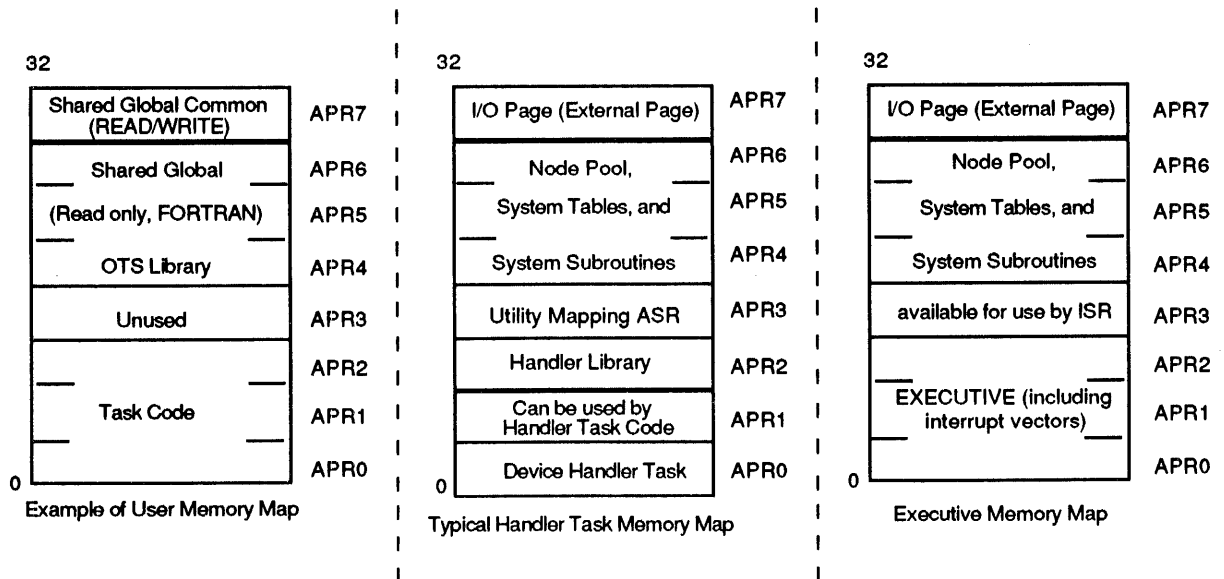 32
Shared Global Common
(READ/WRITE)
APR7
Shared Global
APR6
(Read only, FORTRAN)
APR5
OTS Library
APR4
Unused
APR3
APR2
Task Code
APR1
APR0
0
Example of User Memory Map
32
I/O Page (External Page)
APR7
Node Pool,
APR6
System Tables, and
APR5
System Subroutines
APR4
Utility Mapping ASR
APR3
Handler Library
APR2
Can be used by
Handler Task Code
APR1
Device Handler Task
APR0
0
Typical Handler Task Memory Map
32
I/O Page (External Page)
APR7
Node Pool,
APR6
System Tables, and
APR5
System Subroutines
APR4
available for use by ISR
APR3
APR2
EXECUTIVE (including
interrupt vectors)
APR1
APR0
0
Executive Memory Map